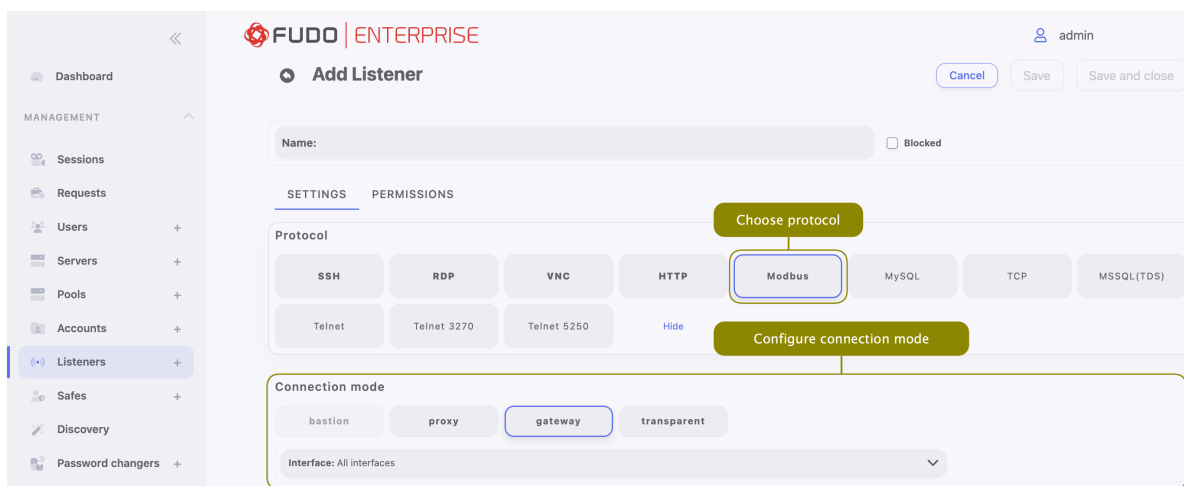 FUDO ENTERPRISE
admin
Add Listener
Cancel
Save
Save and close
Dashboard
MANAGEMENT
Sessions
Requests
Users +
Servers +
Pools +
Accounts +
Listeners +
Safes +
Discovery
Password changers +
Name:
Blocked
SETTINGS PERMISSIONS
Choose protocol
Protocol
SSH RDP VNC HTTP Modbus MySQL TCP MSSQL(TDS)
Telnet Telnet 3270 Telnet 5250 Hide
Configure connection mode
Connection mode
bastion proxy gateway transparent
Interface: All interfaces